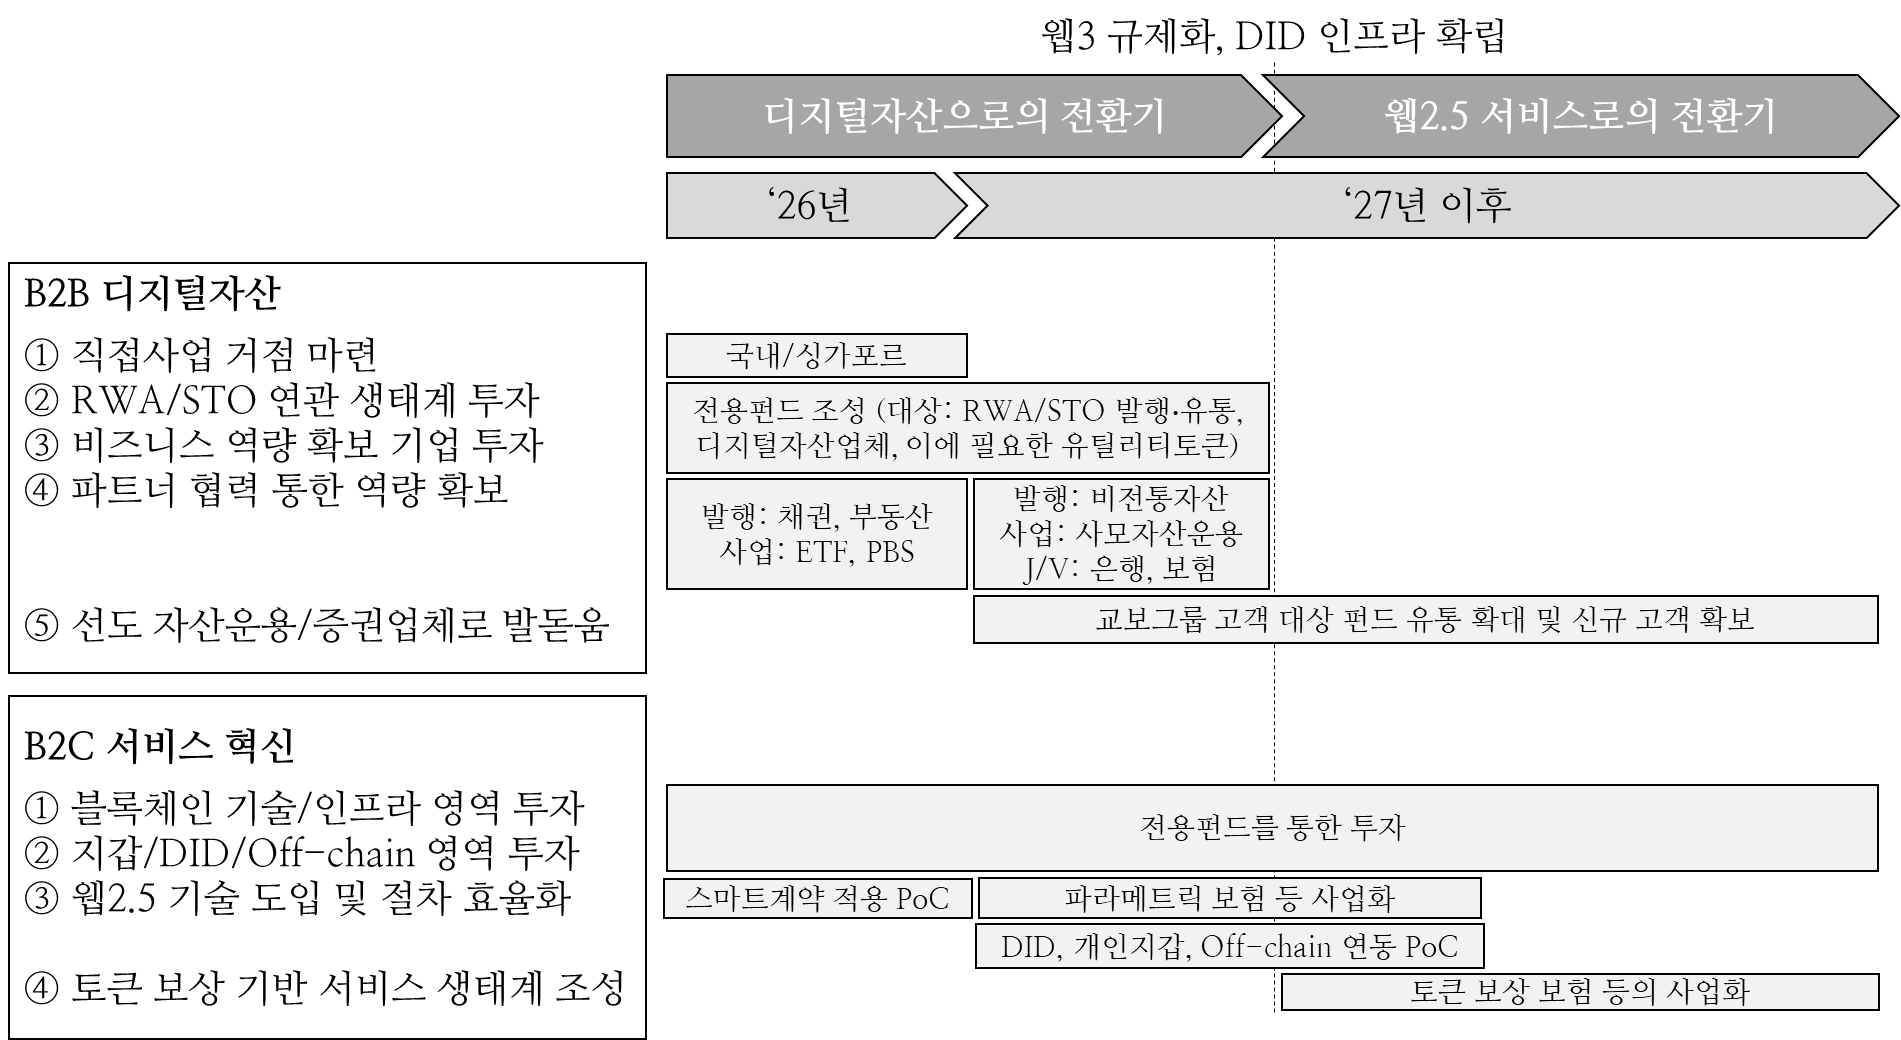 웹3 규제화, DID 인프라 확립
디지털자산으로의 전환기
웹2.5 서비스로의 전환기
‘26년
‘27년 이후
B2B 디지털자산
① 직접사업 거점 마련
② RWA/STO 연관 생태계 투자
③ 비즈니스 역량 확보 기업 투자
④ 파트너 협력 통한 역량 확보
⑤ 선도 자산운용/증권업체로 발돋움
국내/싱가포르
전용펀드 조성 (대상: RWA/STO 발행·유통,
디지털자산업체, 이에 필요한 유틸리티토큰)
발행: 채권, 부동산
사업: ETF, PBS
발행: 비전통자산
사업: 사모자산운용
J/V: 은행, 보험
교보그룹 고객 대상 펀드 유통 확대 및 신규 고객 확보
B2C 서비스 혁신
① 블록체인 기술/인프라 영역 투자
② 지갑/DID/Off-chain 영역 투자
③ 웹2.5 기술 도입 및 절차 효율화
④ 토큰 보상 기반 서비스 생태계 조성
전용펀드를 통한 투자
스마트계약 적용 PoC
파라메트릭 보험 등 사업화
DID, 개인지갑, Off-chain 연동 PoC
토큰 보상 보험 등의 사업화